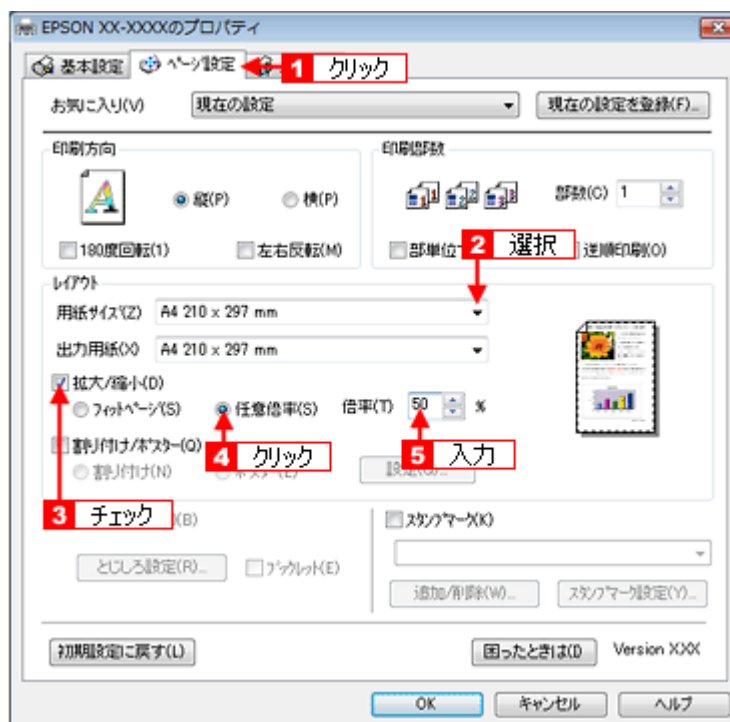 EPSON XX-XXXXのプロパティ
基本設定 ページ設定 1 クリック
お気に入り(V) 現在の設定 現在の設定を登録(F)...
印刷方向 印刷部数
縦(P) 横(P) 部数(C) 1
180度回転(1) 左右反転(M) 部単位 2 選択 逆順印刷(O)
レイアウト
用紙サイズ(Z) A4 210 x 297 mm
出力用紙(X) A4 210 x 297 mm
拡大/縮小(D)
フィットページ(S) 任意倍率(S) 倍率(T) 50 %
割り付け/ポスター(Q) 4 クリック 5 入力
割り付け(N)
3 チェック (B) スタンプマーク(K)
とじしろ設定(R)... ブックレット(E)
追加/削除(W)... スタンプマーク設定(Y)...
初期設定に戻す(L) 困ったときは(I) Version X.XX
OK キャンセル ヘルプ